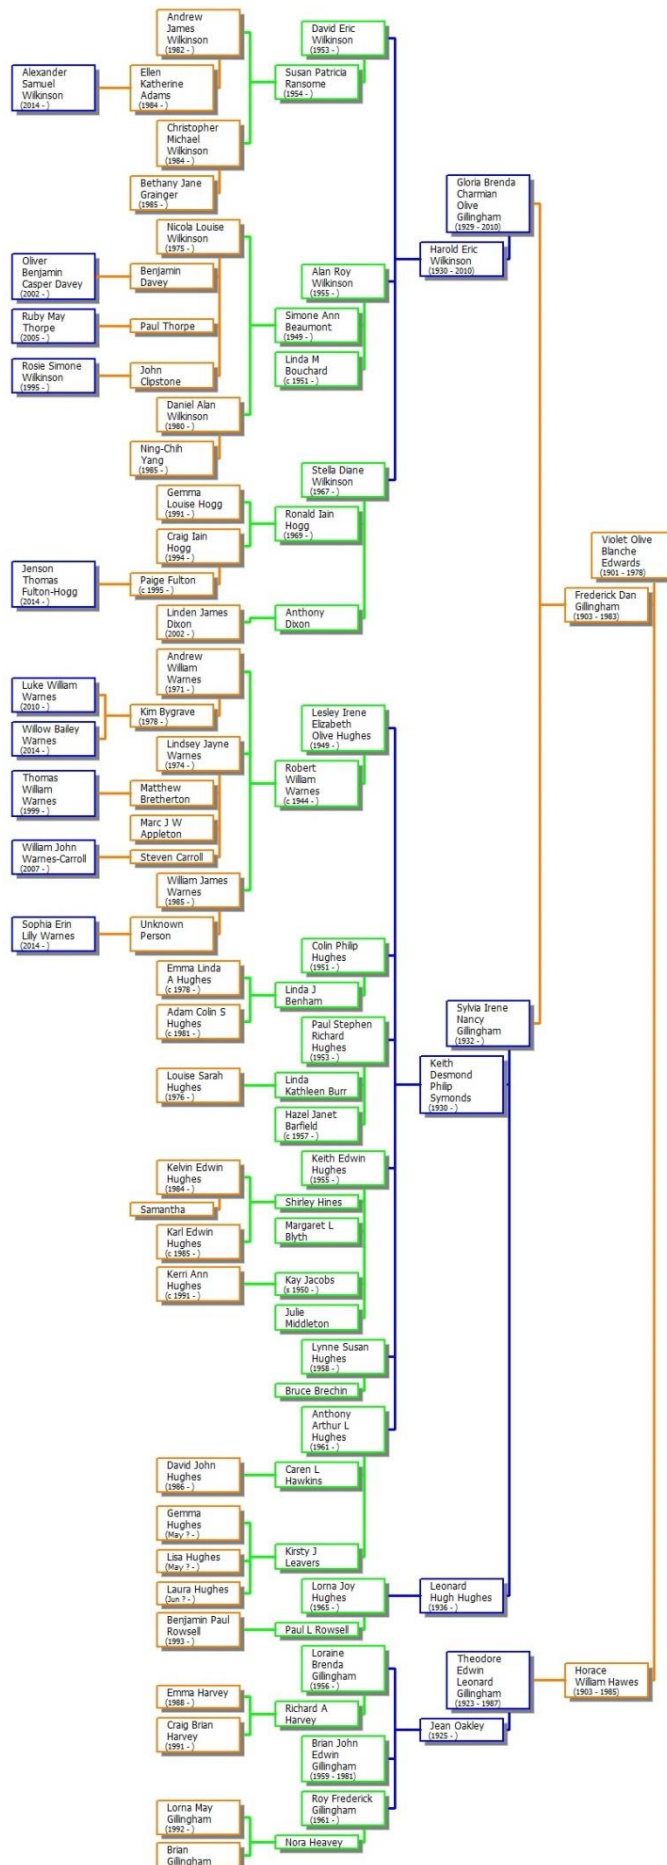 Andrew
James
Wilkinson
(1982 - )
David Eric
Wilkinson
(1953 - )
Alexander
Samuel
Wilkinson
(2014 - )
Ellen
Katherine
Adams
(1984 - )
Susan Patricia
Ransome
(1954 - )
Christopher
Michael
Wilkinson
(1984 - )
Bethany Jane
Grainger
(1985 - )
Gloria Brenda
Charmian
Olive
Gillingham
(1929 - 2010)
Nicola Louise
Wilkinson
(1975 - )
Harold Eric
Wilkinson
(1930 - 2010)
Oliver
Benjamin
Casper Davey
(2002 - )
Benjamin
Davey
Alan Roy
Wilkinson
(1955 - )
Ruby May
Thorpe
(2005 - )
Paul Thorpe
Simone Ann
Beaumont
(1949 - )
Rosie Simone
Wilkinson
(1995 - )
John
Clipstone
Linda M
Bouchard
(c 1951 - )
Daniel Alan
Wilkinson
(1980 - )
Ning-Chih
Yang
(1985 - )
Stella Diane
Wilkinson
(1967 - )
Gemma
Louise Hogg
(1991 - )
Ronald Iain
Hogg
(1969 - )
Craig Iain
Hogg
(1994 - )
Violet Olive
Blanche
Edwards
(1901 - 1978)
Jenson
Thomas
Fulton-Hogg
(2014 - )
Paige Fulton
(c 1995 - )
Frederick Dan
Gillingham
(1903 - 1983)
Linden James
Dixon
(2002 - )
Anthony
Dixon
Andrew
William
Warnes
(1971 - )
Luke William
Warnes
(2010 - )
Kim Bygrave
(1978 - )
Lesley Irene
Elizabeth
Olive Hughes
(1949 - )
Willow Bailey
Warnes
(2014 - )
Lindsey Jayne
Warnes
(1974 - )
Robert
William
Warnes
(c 1944 - )
Thomas
William
Warnes
(1999 - )
Matthew
Bretherton
Marc J W
Appleton
William John
Warnes-Carroll
(2007 - )
Steven Carroll
William James
Warnes
(1985 - )
Sophia Erin
Lilly Warnes
(2014 - )
Unknown
Person
Colin Philip
Hughes
(1951 - )
Emma Linda
A Hughes
(c 1978 - )
Linda J
Benham
Adam Colin S
Hughes
(c 1981 - )
Paul Stephen
Richard
Hughes
(1953 - )
Sylvia Irene
Nancy
Gillingham
(1932 - )
Louise Sarah
Hughes
(1976 - )
Linda
Kathleen Burr
Keith
Desmond
Philip
Symonds
(1930 - )
Hazel Janet
Barfield
(c 1957 - )
Keith Edwin
Hughes
(1955 - )
Kelvin Edwin
Hughes
(1984 - )
Samantha
Shirley Hines
Karl Edwin
Hughes
(c 1985 - )
Margaret L
Blyth
Kerri Ann
Hughes
(c 1991 - )
Kay Jacobs
(s 1950 - )
Julie
Middleton
Lynne Susan
Hughes
(1958 - )
Bruce Brechin
Anthony
Arthur L
Hughes
(1961 - )
David John
Hughes
(1986 - )
Caren L
Hawkins
Gemma
Hughes
(May ? - )
Lisa Hughes
(May ? - )
Kirsty J
Leavers
Laura Hughes
(Jun ? - )
Lorna Joy
Hughes
(1965 - )
Leonard
Hugh Hughes
(1936 - )
Benjamin Paul
Rowsell
(1993 - )
Paul L Rowsell
Loraine
Brenda
Gillingham
(1956 - )
Theodore
Edwin
Leonard
Gillingham
(1923 - 1987)
Horace
William Hawes
(1903 - 1985)
Emma Harvey
(1988 - )
Richard A
Harvey
Craig Brian
Harvey
(1991 - )
Jean Oakley
(1925 - )
Brian John
Edwin
Gillingham
(1959 - 1981)
Roy Frederick
Gillingham
(1961 - )
Lorna May
Gillingham
(1992 - )
Nora Heavey
Brian
Gillingham